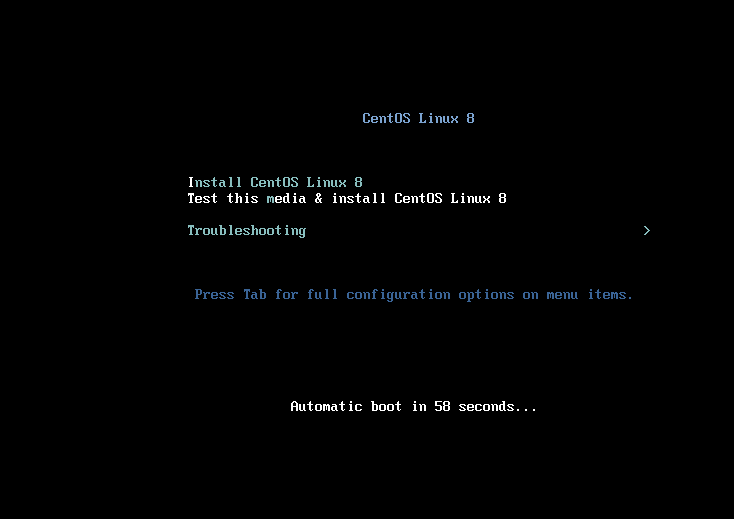 CentOS Linux 8
Install CentOS Linux 8
Test this media & install CentOS Linux 8
Troubleshooting >
Press Tab for full configuration options on menu items.
Automatic boot in 58 seconds...